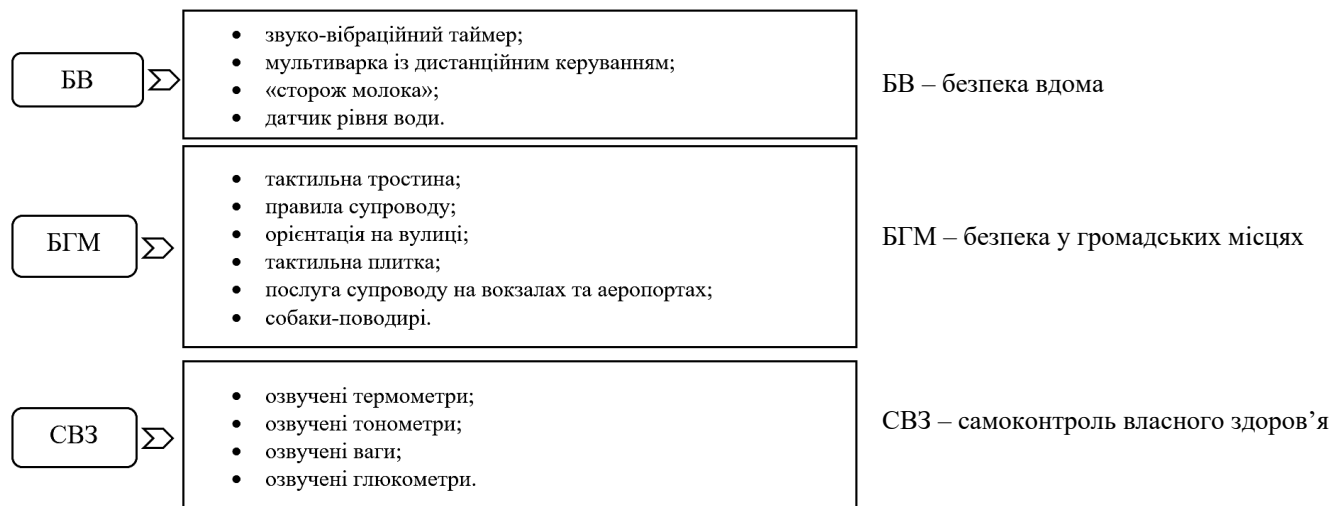 БВ
• звуко-вібраційний таймер;
• мультиварка із дистанційним керуванням;
• «сторож молока»;
• датчик рівня води.
БВ – безпека вдома
БГМ
• тактильна тростина;
• правила супроводу;
• орієнтація на вулиці;
• тактильна плитка;
• послуга супроводу на вокзалах та аеропортах;
• собаки-поводирі.
БГМ – безпека у громадських місцях
СВЗ
• озвучені термометри;
• озвучені тонометри;
• озвучені ваги;
• озвучені глюкометри.
СВЗ – самоконтроль власного здоров’я